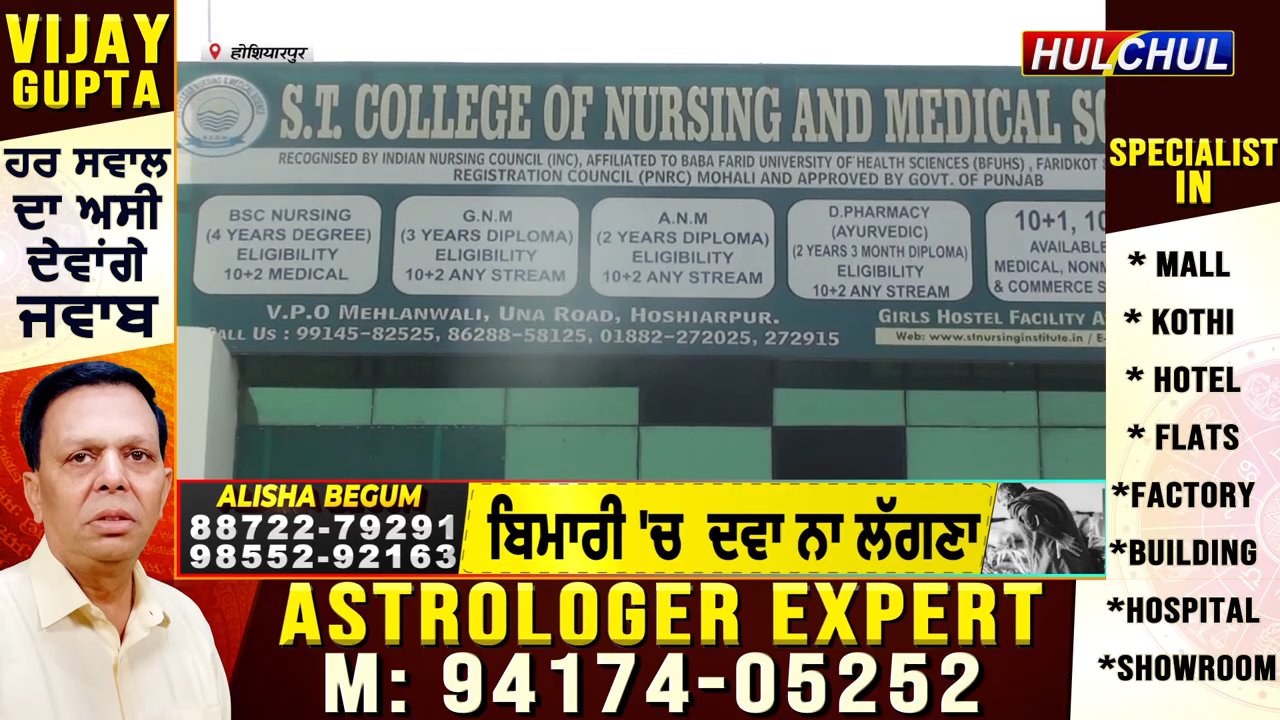 VIJAY
GUPTA
ਹਰ ਸਵਾਲ
ਦਾ ਅਸੀ
ਦੇਵਾਂਗੇ
ਜਵਾਬ
होशियारपुर
HULCHUL
S.T. COLLEGE OF NURSING AND MEDICAL
RECOGNISED BY INDIAN NURSING COUNCIL (INC), AFFILIATED TO BABA FARID UNIVERSITY OF HEALTH SCIENCES (BFUHS), FARIDKOT
REGISTRATION COUNCIL (PNRC) MOHALI AND APPROVED BY GOVT. OF PUNJAB
BSC NURSING
(4 YEARS DEGREE)
ELIGIBILITY
10+2 MEDICAL
G.N.M
(3 YEARS DIPLOMA)
ELIGIBILITY
10+2 ANY STREAM
A.N.M
(2 YEARS DIPLOMA)
ELIGIBILITY
10+2 ANY STREAM
D.PHARMACY
(AYURVEDIC)
(2 YEARS 3 MONTH DIPLOMA)
ELIGIBILITY
10+2 ANY STREAM
10+1, 10
AVAILABLE
MEDICAL, NONM
& COMMERCE S
V.P.O MEHLANWALI, UNA ROAD, HOSHIARPUR.
GIRLS HOSTEL FACILITY A
CALL US : 99145-82525, 86288-58125, 01882-272025, 272915
Web: www.stnursinginstitute.in / E-
SPECIALIST
IN
* MALL
* KOTHI
* HOTEL
* FLATS
*FACTORY
*BUILDING
*HOSPITAL
*SHOWROOM
ALISHA BEGUM
88722-79291
98552-92163
ਬਿਮਾਰੀ 'ਚ ਦਵਾ ਨਾ ਲੱਗਣਾ
ASTROLOGER EXPERT
M: 94174-05252